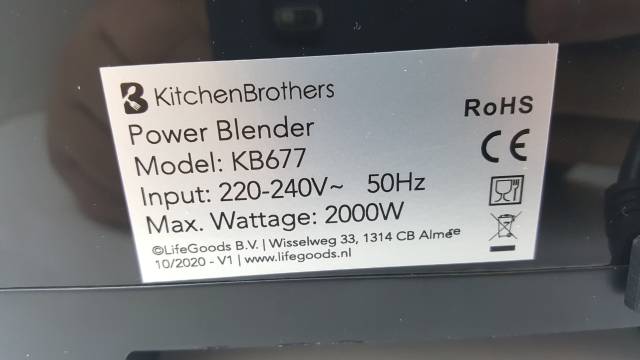 KitchenBrothers
Power Blender
Model: KB677
Input: 220-240V~ 50Hz
Max. Wattage: 2000W
©LifeGoods B.V. | Wisselweg 33, 1314 CB Almere
10/2020 - V1 | www.lifegoods.nl
RoHS
CE